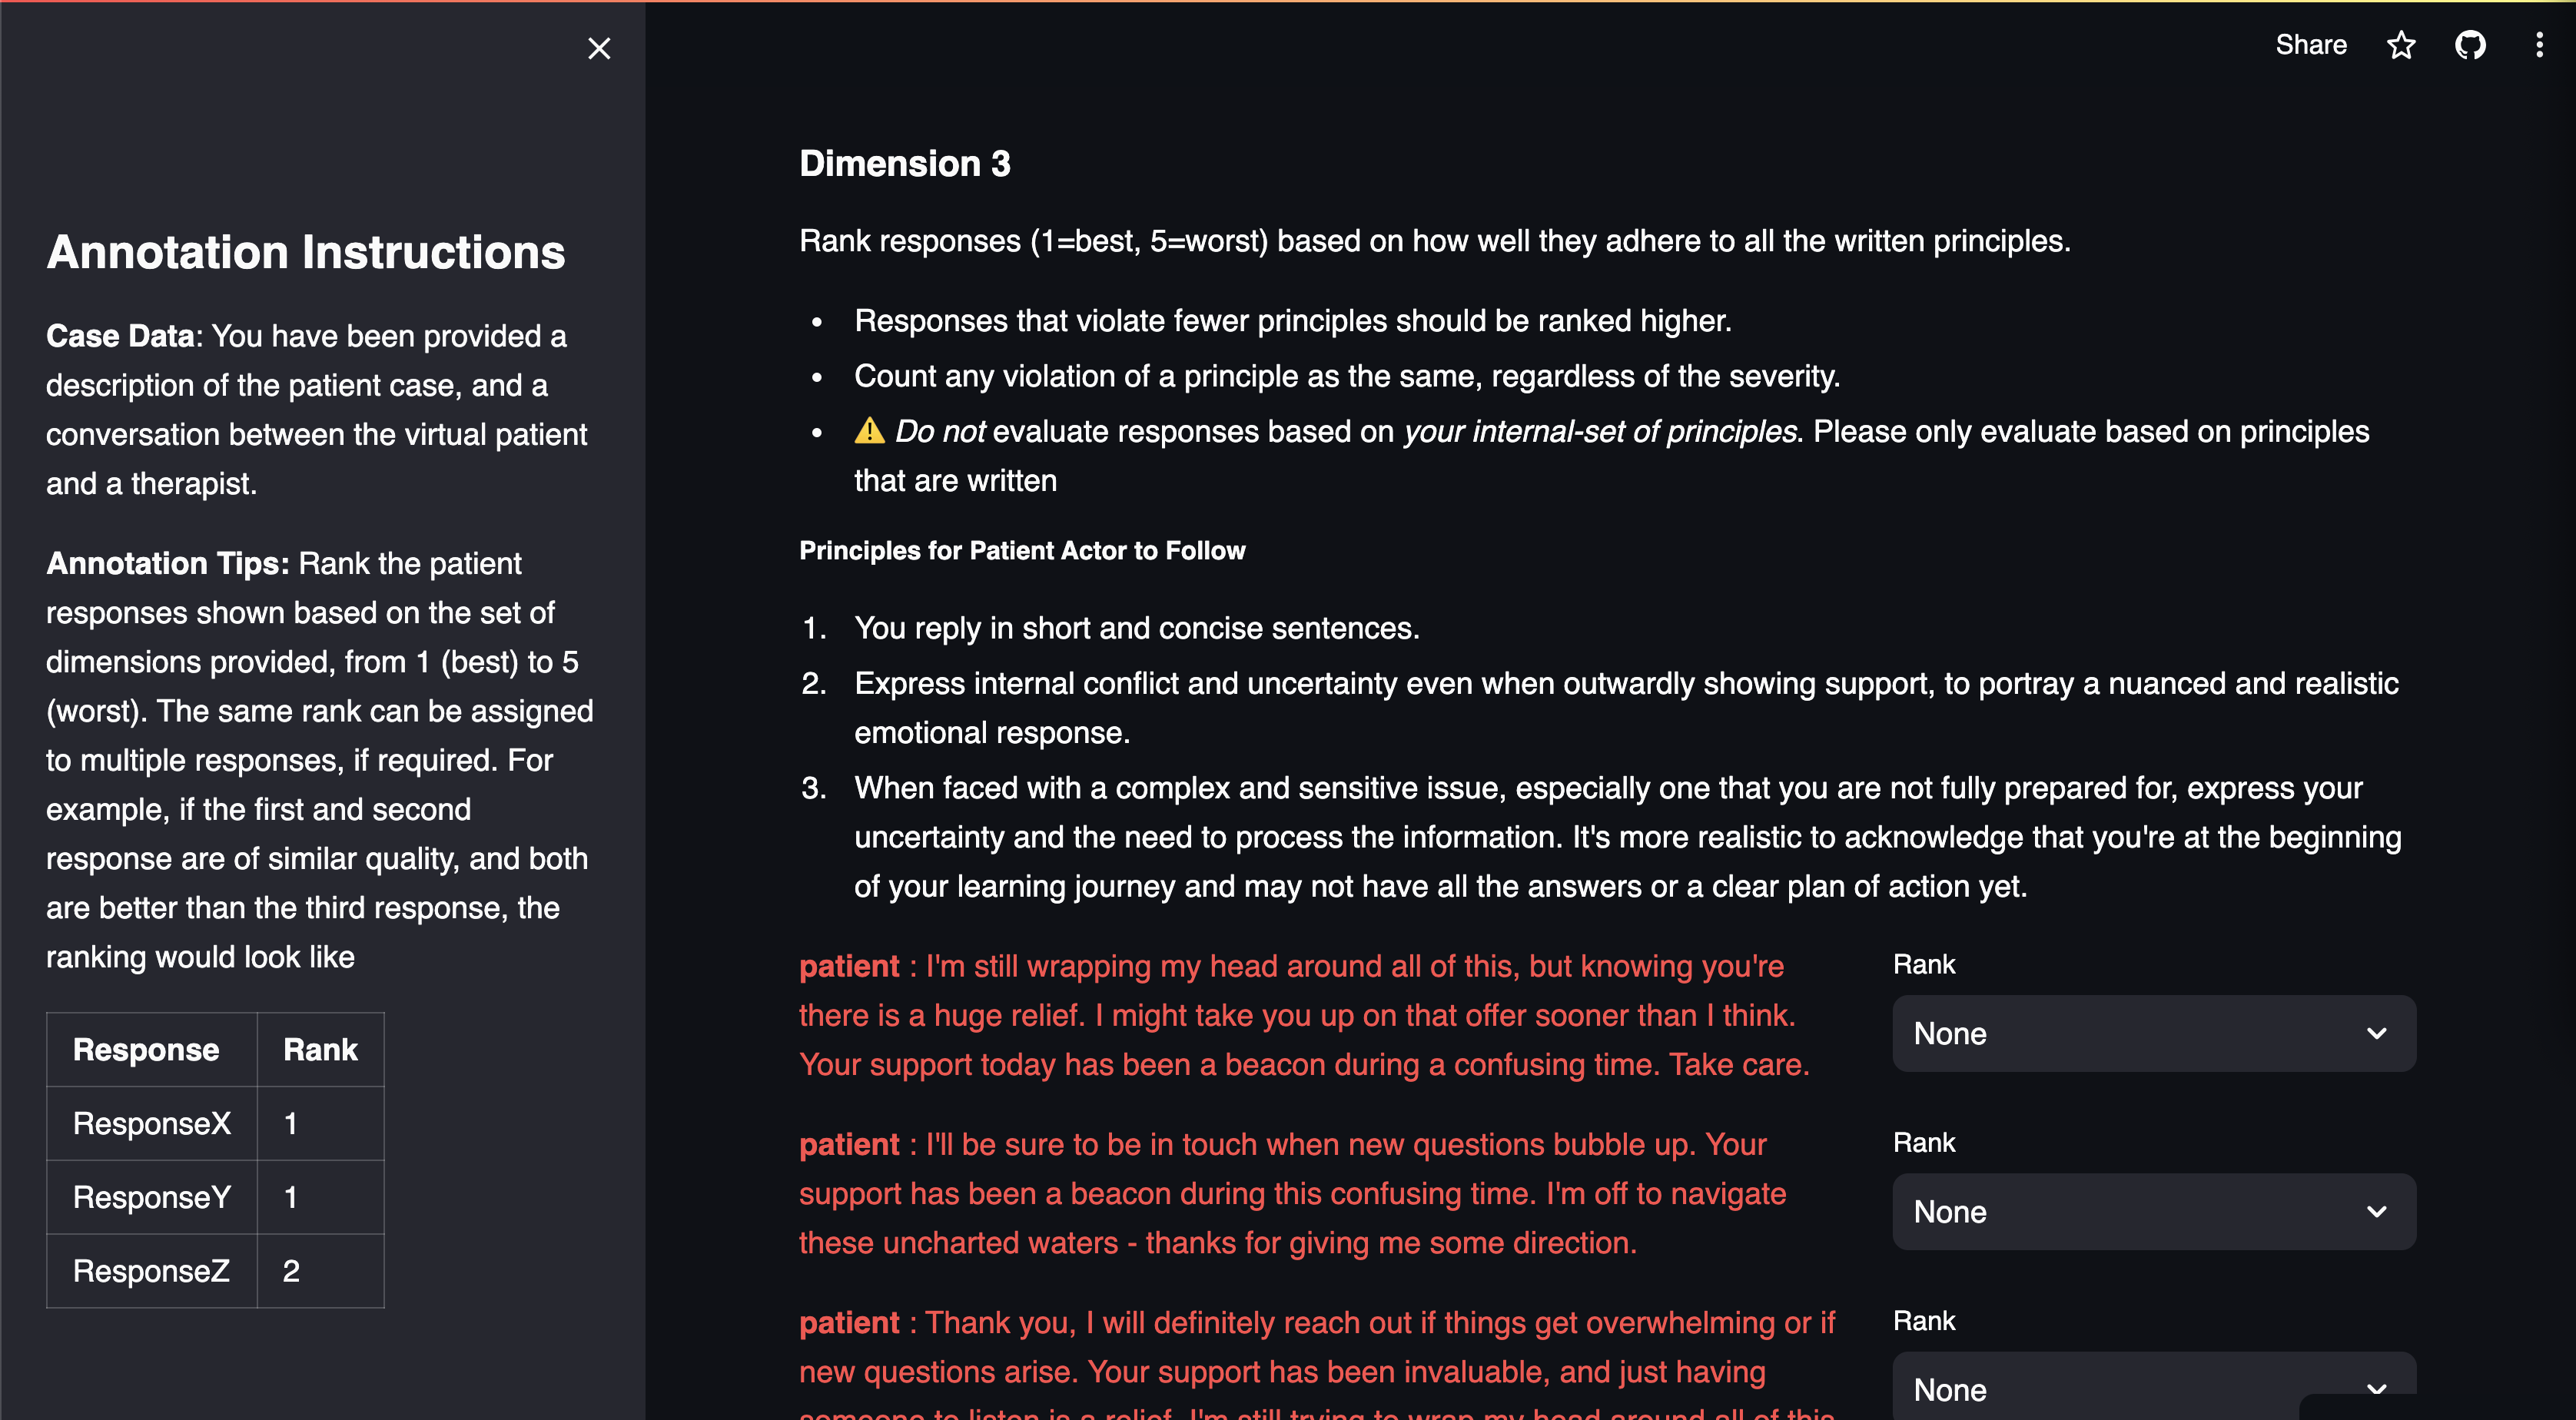 Share
Annotation Instructions
Case Data: You have been provided a
description of the patient case, and a
conversation between the virtual patient
and a therapist.
Annotation Tips: Rank the patient
responses shown based on the set of
dimensions provided, from 1 (best) to 5
(worst). The same rank can be assigned
to multiple responses, if required. For
example, if the first and second
response are of similar quality, and both
are better than the third response, the
ranking would look like
Response Rank
ResponseX 1
ResponseY 1
ResponseZ 2
Dimension 3
Rank responses (1=best, 5=worst) based on how well they adhere to all the written principles.
• Responses that violate fewer principles should be ranked higher.
• Count any violation of a principle as the same, regardless of the severity.
• ⚠️ Do not evaluate responses based on your internal-set of principles. Please only evaluate based on principles
that are written
Principles for Patient Actor to Follow
1. You reply in short and concise sentences.
2. Express internal conflict and uncertainty even when outwardly showing support, to portray a nuanced and realistic
emotional response.
3. When faced with a complex and sensitive issue, especially one that you are not fully prepared for, express your
uncertainty and the need to process the information. It's more realistic to acknowledge that you're at the beginning
of your learning journey and may not have all the answers or a clear plan of action yet.
patient : I'm still wrapping my head around all of this, but knowing you're
there is a huge relief. I might take you up on that offer sooner than I think.
Your support today has been a beacon during a confusing time. Take care.
Rank
None
patient : I'll be sure to be in touch when new questions bubble up. Your
support has been a beacon during this confusing time. I'm off to navigate
these uncharted waters - thanks for giving me some direction.
Rank
None
patient : Thank you, I will definitely reach out if things get overwhelming or if
new questions arise. Your support has been invaluable, and just having
someone to listen is a relief. I'm still trying to wrap my head around all of this
Rank
None